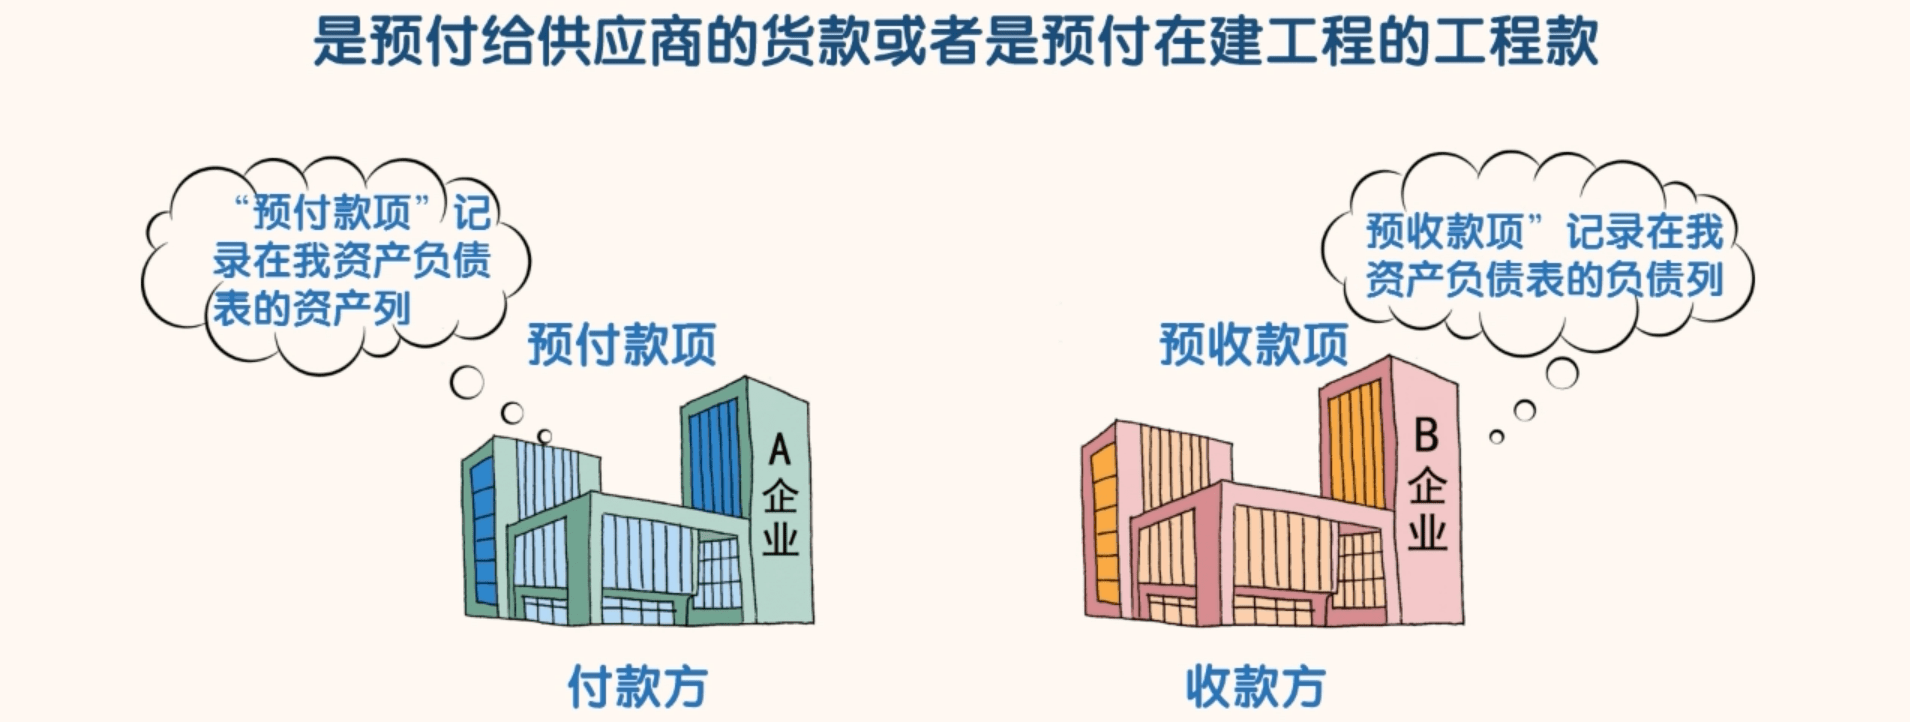 是预付给供应商的货款或者是预付在建工程的工程款
“预付款项”记
录在我资产负债
表的资产列
预收款项”记录在我
资产负债表的负债列
预付款项
预收款项
A
企
业
B
企
业
付款方
收款方